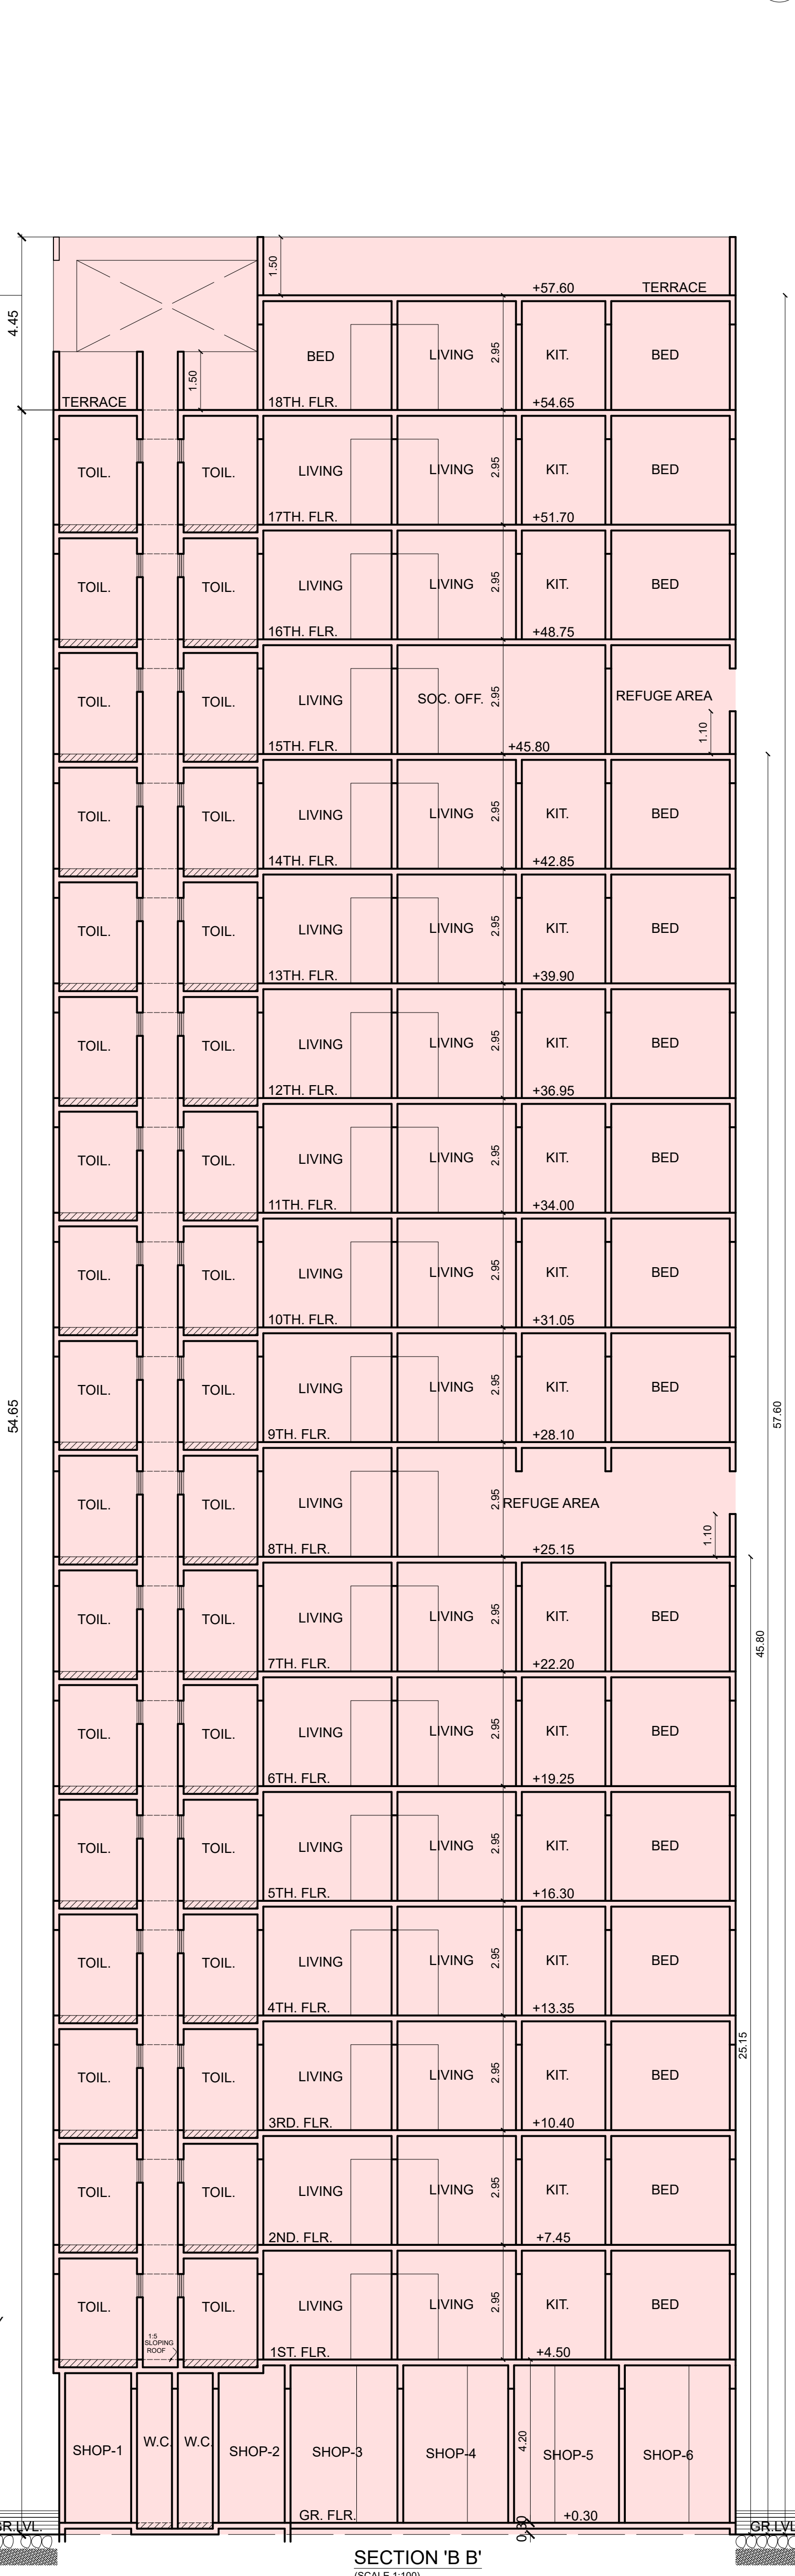 1.50
+57.60
TERRACE
4.45
BED
LIVING
2.95
KIT.
BED
1.50
TERRACE
18TH. FLR.
+54.65
TOIL.
TOIL.
LIVING
LIVING
2.95
KIT.
BED
17TH. FLR.
+51.70
TOIL.
TOIL.
LIVING
LIVING
2.95
KIT.
BED
16TH. FLR.
+48.75
TOIL.
TOIL.
LIVING
SOC. OFF.
2.95
REFUGE AREA
1.10
15TH. FLR.
+45.80
TOIL.
TOIL.
LIVING
LIVING
2.95
KIT.
BED
14TH. FLR.
+42.85
TOIL.
TOIL.
LIVING
LIVING
2.95
KIT.
BED
13TH. FLR.
+39.90
TOIL.
TOIL.
LIVING
LIVING
2.95
KIT.
BED
12TH. FLR.
+36.95
TOIL.
TOIL.
LIVING
LIVING
2.95
KIT.
BED
11TH. FLR.
+34.00
TOIL.
TOIL.
LIVING
LIVING
2.95
KIT.
BED
10TH. FLR.
+31.05
TOIL.
TOIL.
LIVING
LIVING
2.95
KIT.
BED
54.65
57.60
9TH. FLR.
+28.10
TOIL.
TOIL.
LIVING
2.95
REFUGE AREA
1.10
8TH. FLR.
+25.15
TOIL.
TOIL.
LIVING
LIVING
2.95
KIT.
BED
45.80
7TH. FLR.
+22.20
TOIL.
TOIL.
LIVING
LIVING
2.95
KIT.
BED
6TH. FLR.
+19.25
TOIL.
TOIL.
LIVING
LIVING
2.95
KIT.
BED
5TH. FLR.
+16.30
TOIL.
TOIL.
LIVING
LIVING
2.95
KIT.
BED
4TH. FLR.
+13.35
25.15
TOIL.
TOIL.
LIVING
LIVING
2.95
KIT.
BED
3RD. FLR.
+10.40
TOIL.
TOIL.
LIVING
LIVING
2.95
KIT.
BED
2ND. FLR.
+7.45
TOIL.
TOIL.
LIVING
LIVING
2.95
KIT.
BED
1:5
SLOPING
ROOF
1ST. FLR.
+4.50
SHOP-1
W.C.
W.C.
SHOP-2
SHOP-3
SHOP-4
4.20
SHOP-5
SHOP-6
GR. FLR.
+0.30
GR.LVL.
0.30
GR.LVL
SECTION 'B B'
(SCALE 1:100)